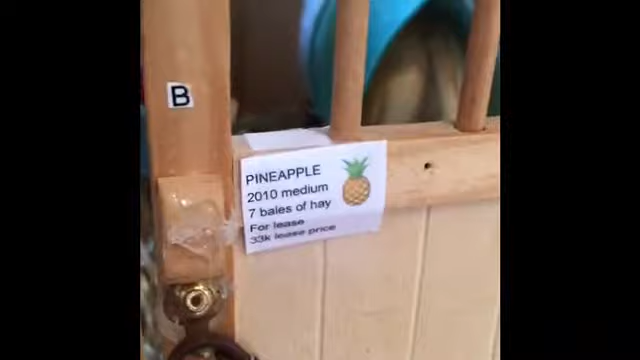 B
PINEAPPLE
2010 medium
7 bales of hay
For lease
33k lease price